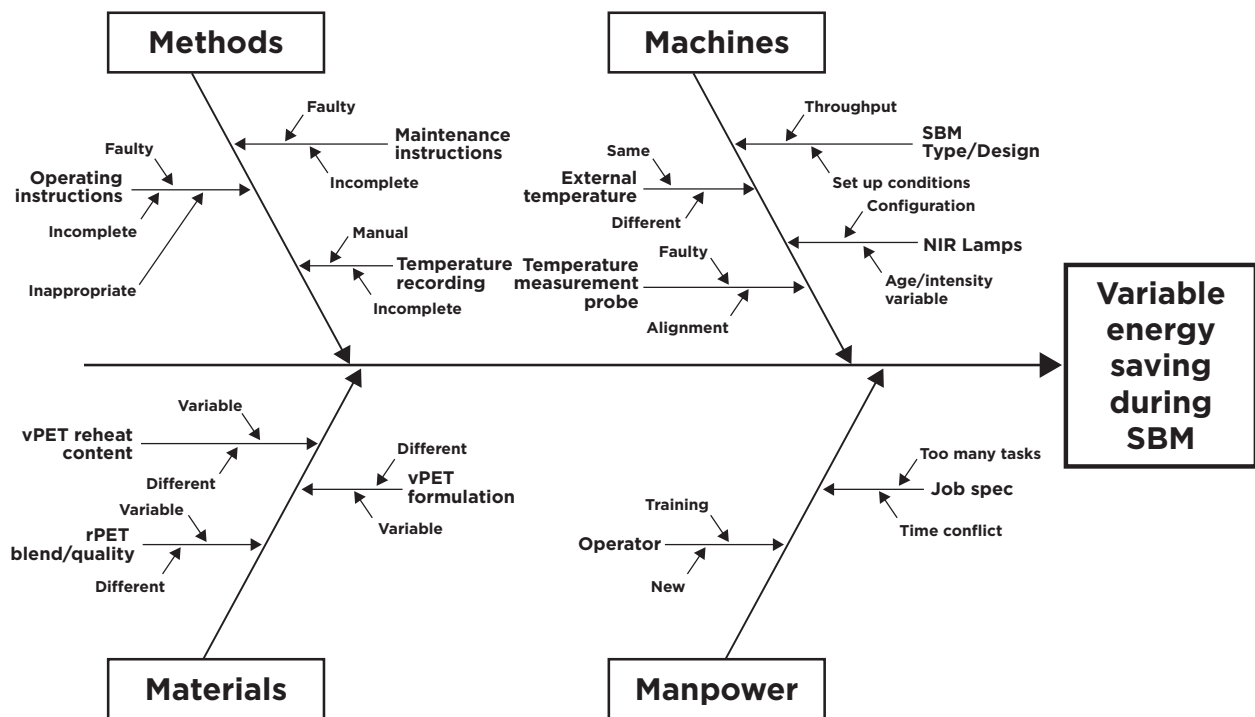 Methods
Machines
Faulty
Maintenance
instructions
Incomplete
Faulty
Operating
instructions
Incomplete
Inappropriate
Manual
Temperature
recording
Incomplete
Throughput
SBM
Type/Design
Set up conditions
Same
External
temperature
Different
Configuration
NIR Lamps
Age/intensity
variable
Faulty
Temperature
measurement
probe
Alignment
Variable
energy
saving
during
SBM
Variable
vPET reheat
content
Different
Different
vPET
formulation
Variable
Variable
rPET
blend/quality
Different
Too many tasks
Job spec
Time conflict
Training
Operator
New
Materials
Manpower